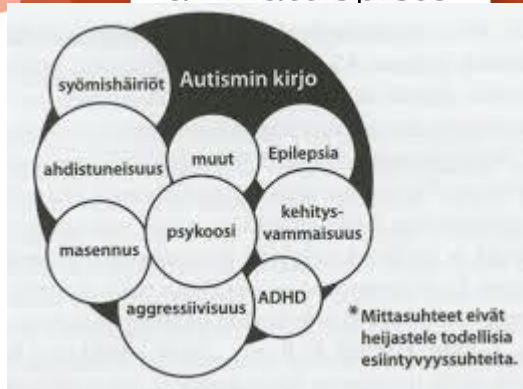 syömishäiriöt
Autismin kirjo
ahdistuneisuus
muut
Epilepsia
masennus
psykoosi
kehitys-
vammaisuus
aggressiivisuus
ADHD
* Mittasuhteet eivät
heijastele todellisia
esiintyvyyssuhteita.